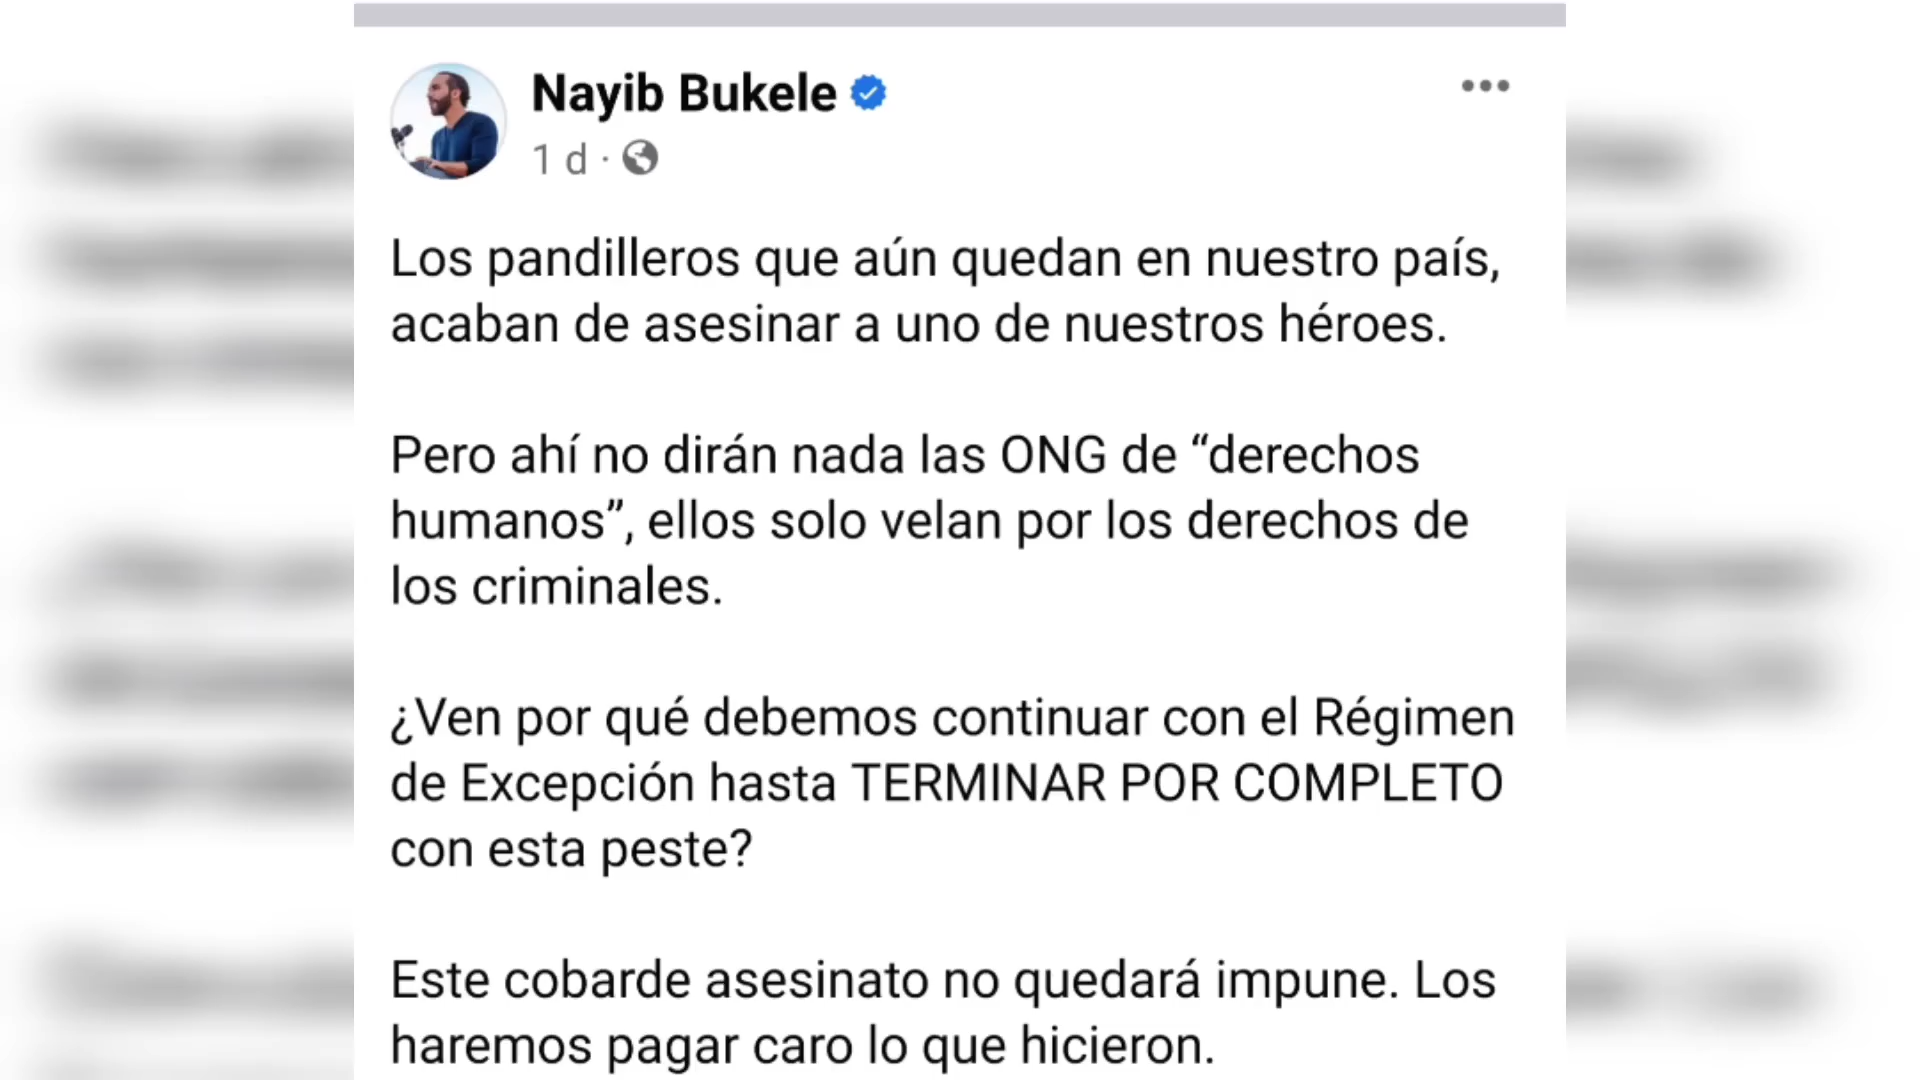 Nayib Bukele
1 d ·
Los pandilleros que aún quedan en nuestro país,
acaban de asesinar a uno de nuestros héroes.
Pero ahí no dirán nada las ONG de “derechos
humanos”, ellos solo velan por los derechos de
los criminales.
¿Ven por qué debemos continuar con el Régimen
de Excepción hasta TERMINAR POR COMPLETO
con esta peste?
Este cobarde asesinato no quedará impune. Los
haremos pagar caro lo que hicieron.